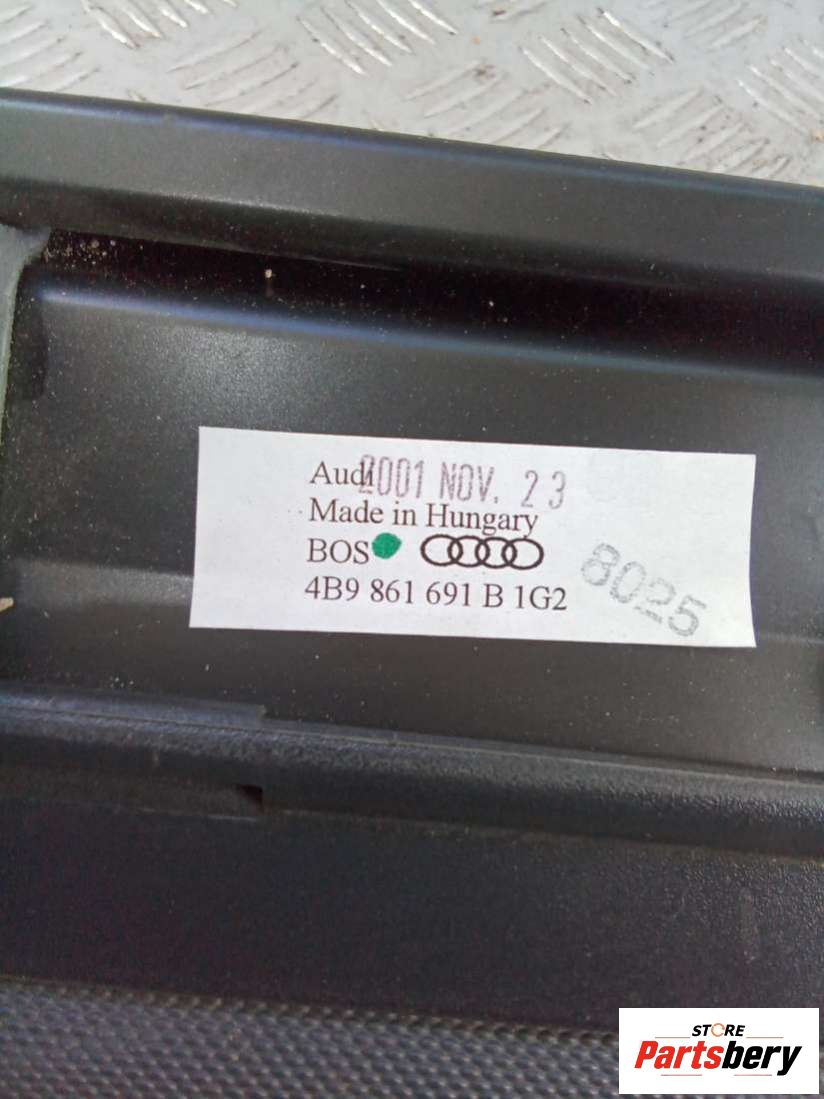 Audi 2001 NOV. 23
Made in Hungary
BOS
4B9 861 691 B 1G2
8025
STORE
Partsbery